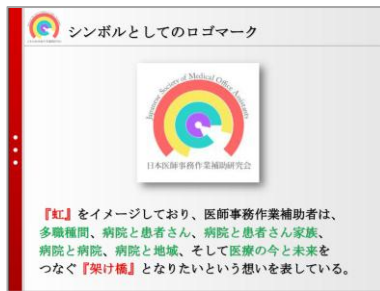 シンボルとしてのロゴマーク
Japanese Society of Medical Office Assistants
日本医師事務作業補助研究会
『虹』をイメージしており、医師事務作業補助者は、
多職種間、病院と患者さん、病院と患者さん家族、
病院と病院、病院と地域、そして医療の今と未来を
つなぐ『架け橋』となりたいという想いを表している。